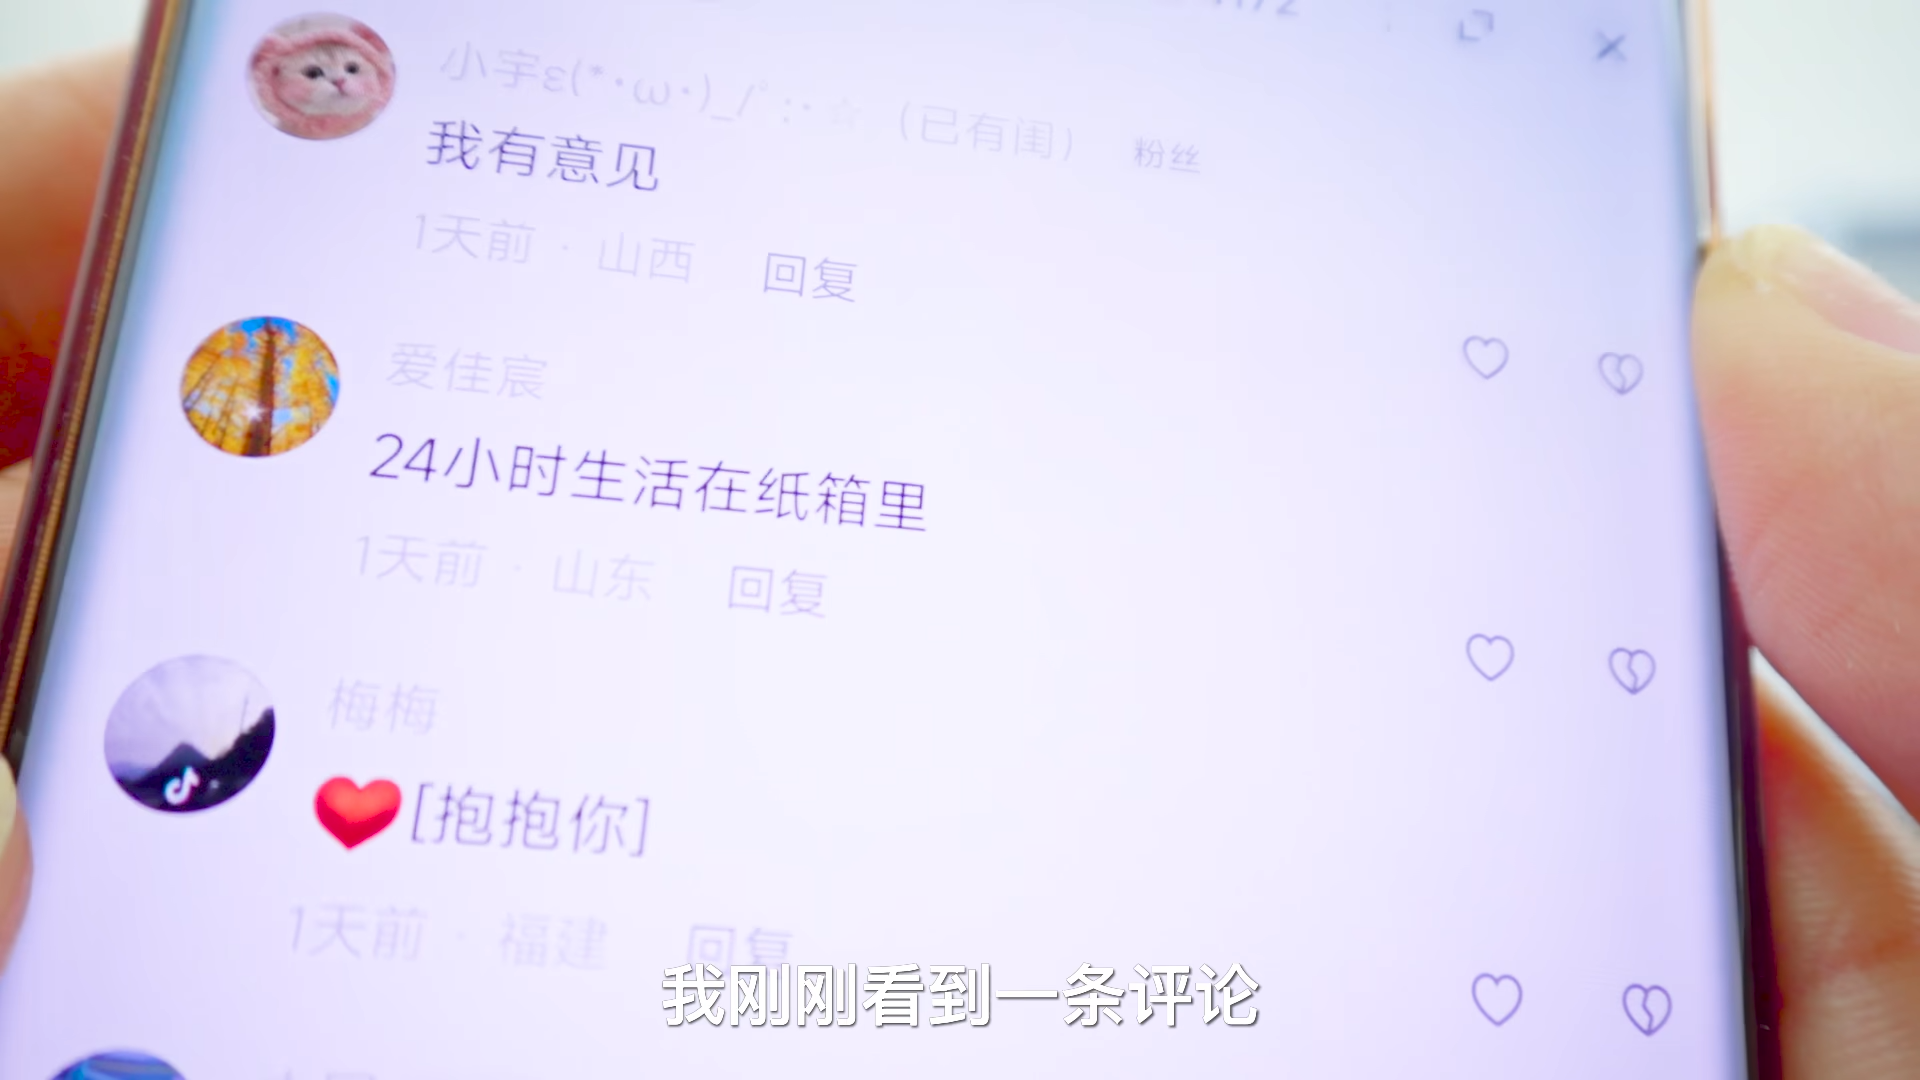 小宇ε(*･ω･)_/ﾟ:･☆（已有闺） 粉丝
我有意见
1天前 · 山西 回复
爱佳宸
24小时生活在纸箱里
1天前 · 山东 回复
梅梅
❤️[抱抱你]
1天前 · 福建 回复
我刚刚看到一条评论